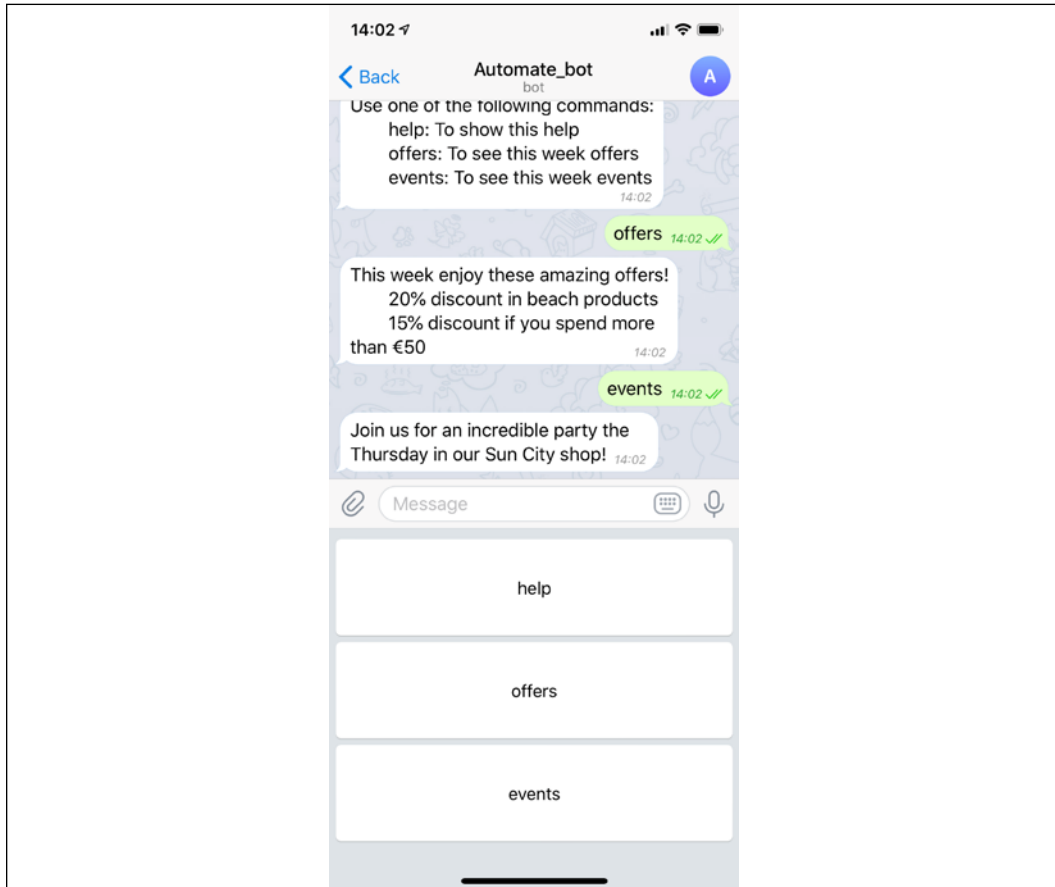 14:02
Back
Automate_bot
A
bot
Use one of the following commands:
help: To show this help
offers: To see this week offers
events: To see this week events
14:02
offers 14:02
This week enjoy these amazing offers!
20% discount in beach products
15% discount if you spend more
than €50 14:02
events 14:02
Join us for an incredible party the
Thursday in our Sun City shop! 14:02
Message
help
offers
events